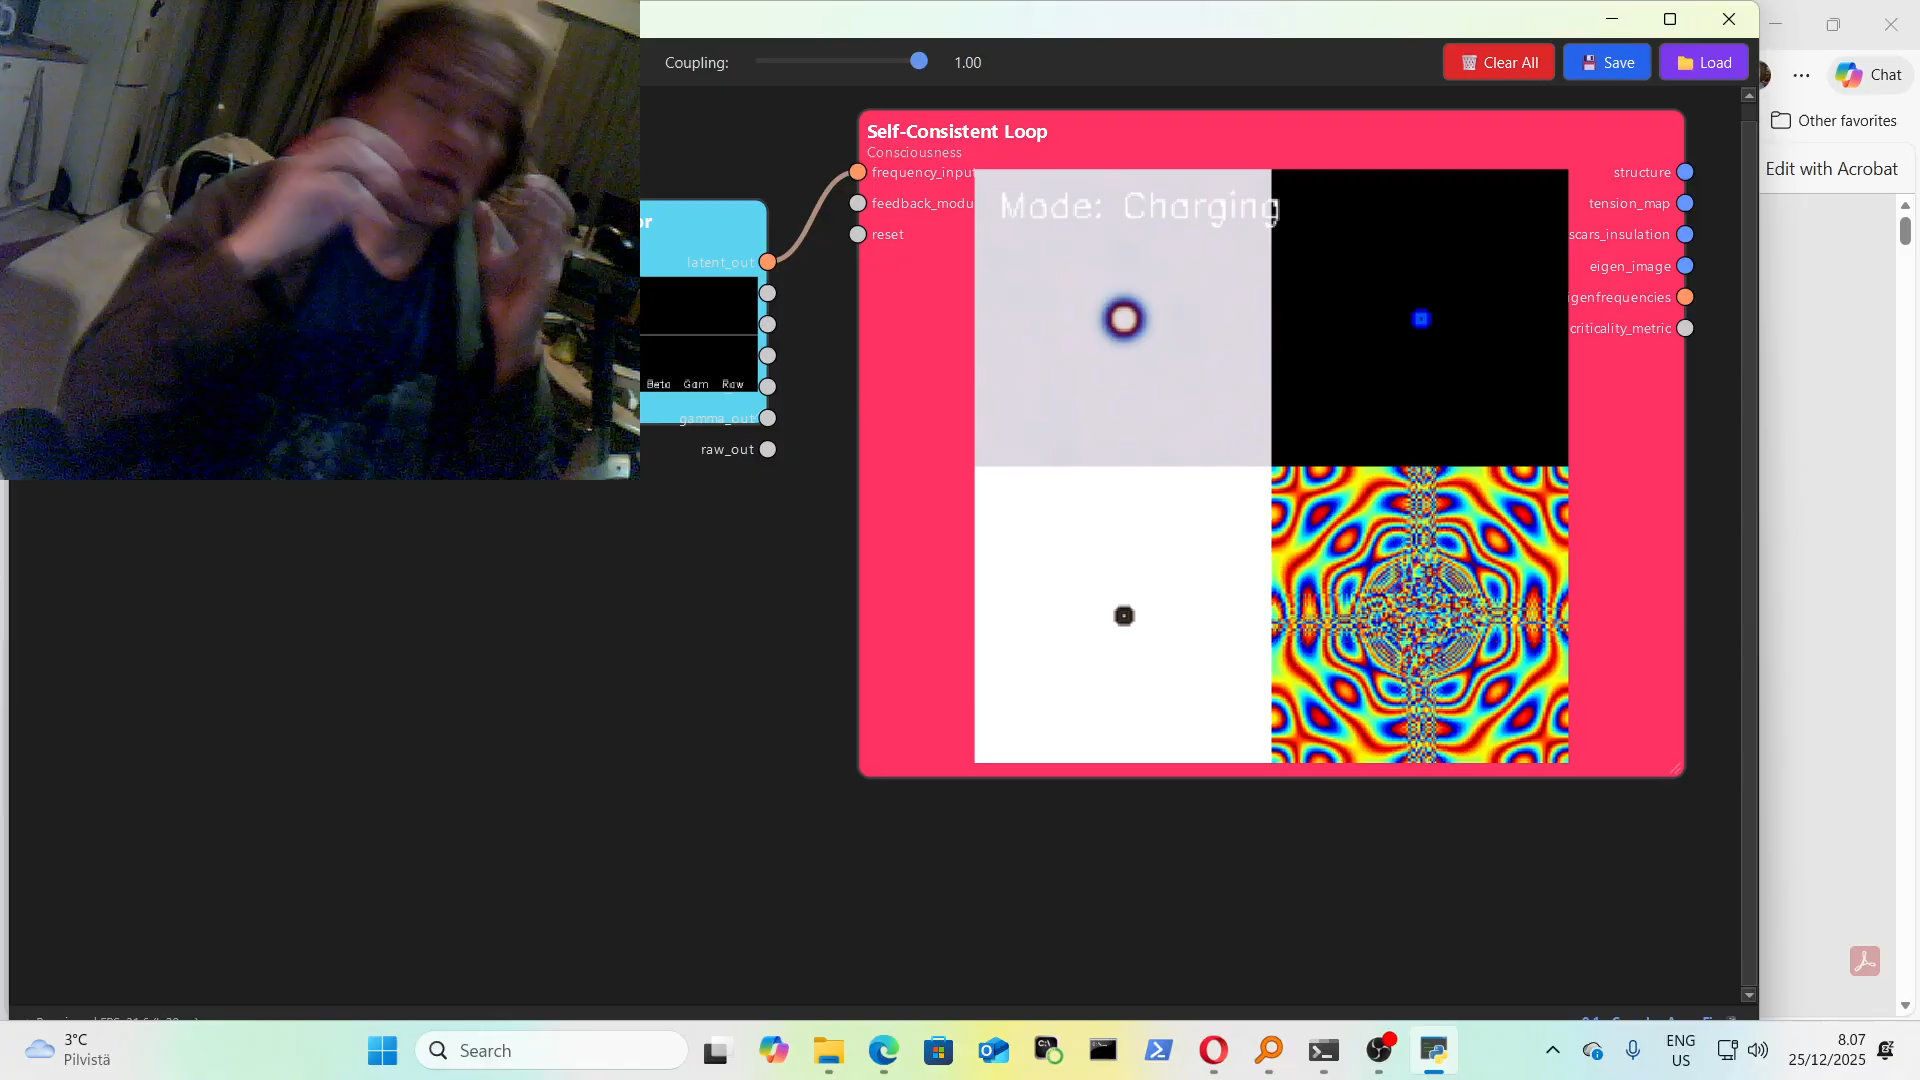 Coupling:
1.00
Clear All
Save
Load
Chat
Other favorites
Edit with Acrobat
Self-Consistent Loop
Consciousness
frequency_input
feedback_modu
reset
Mode: Charging
structure
tension_map
scars_insulation
eigen_image
igenfrequencies
criticality_metric
or
latent_out
Beta Gam Raw
gamma_out
raw_out
3°C
Pilvistä
Search
ENG
US
8.07
25/12/2025